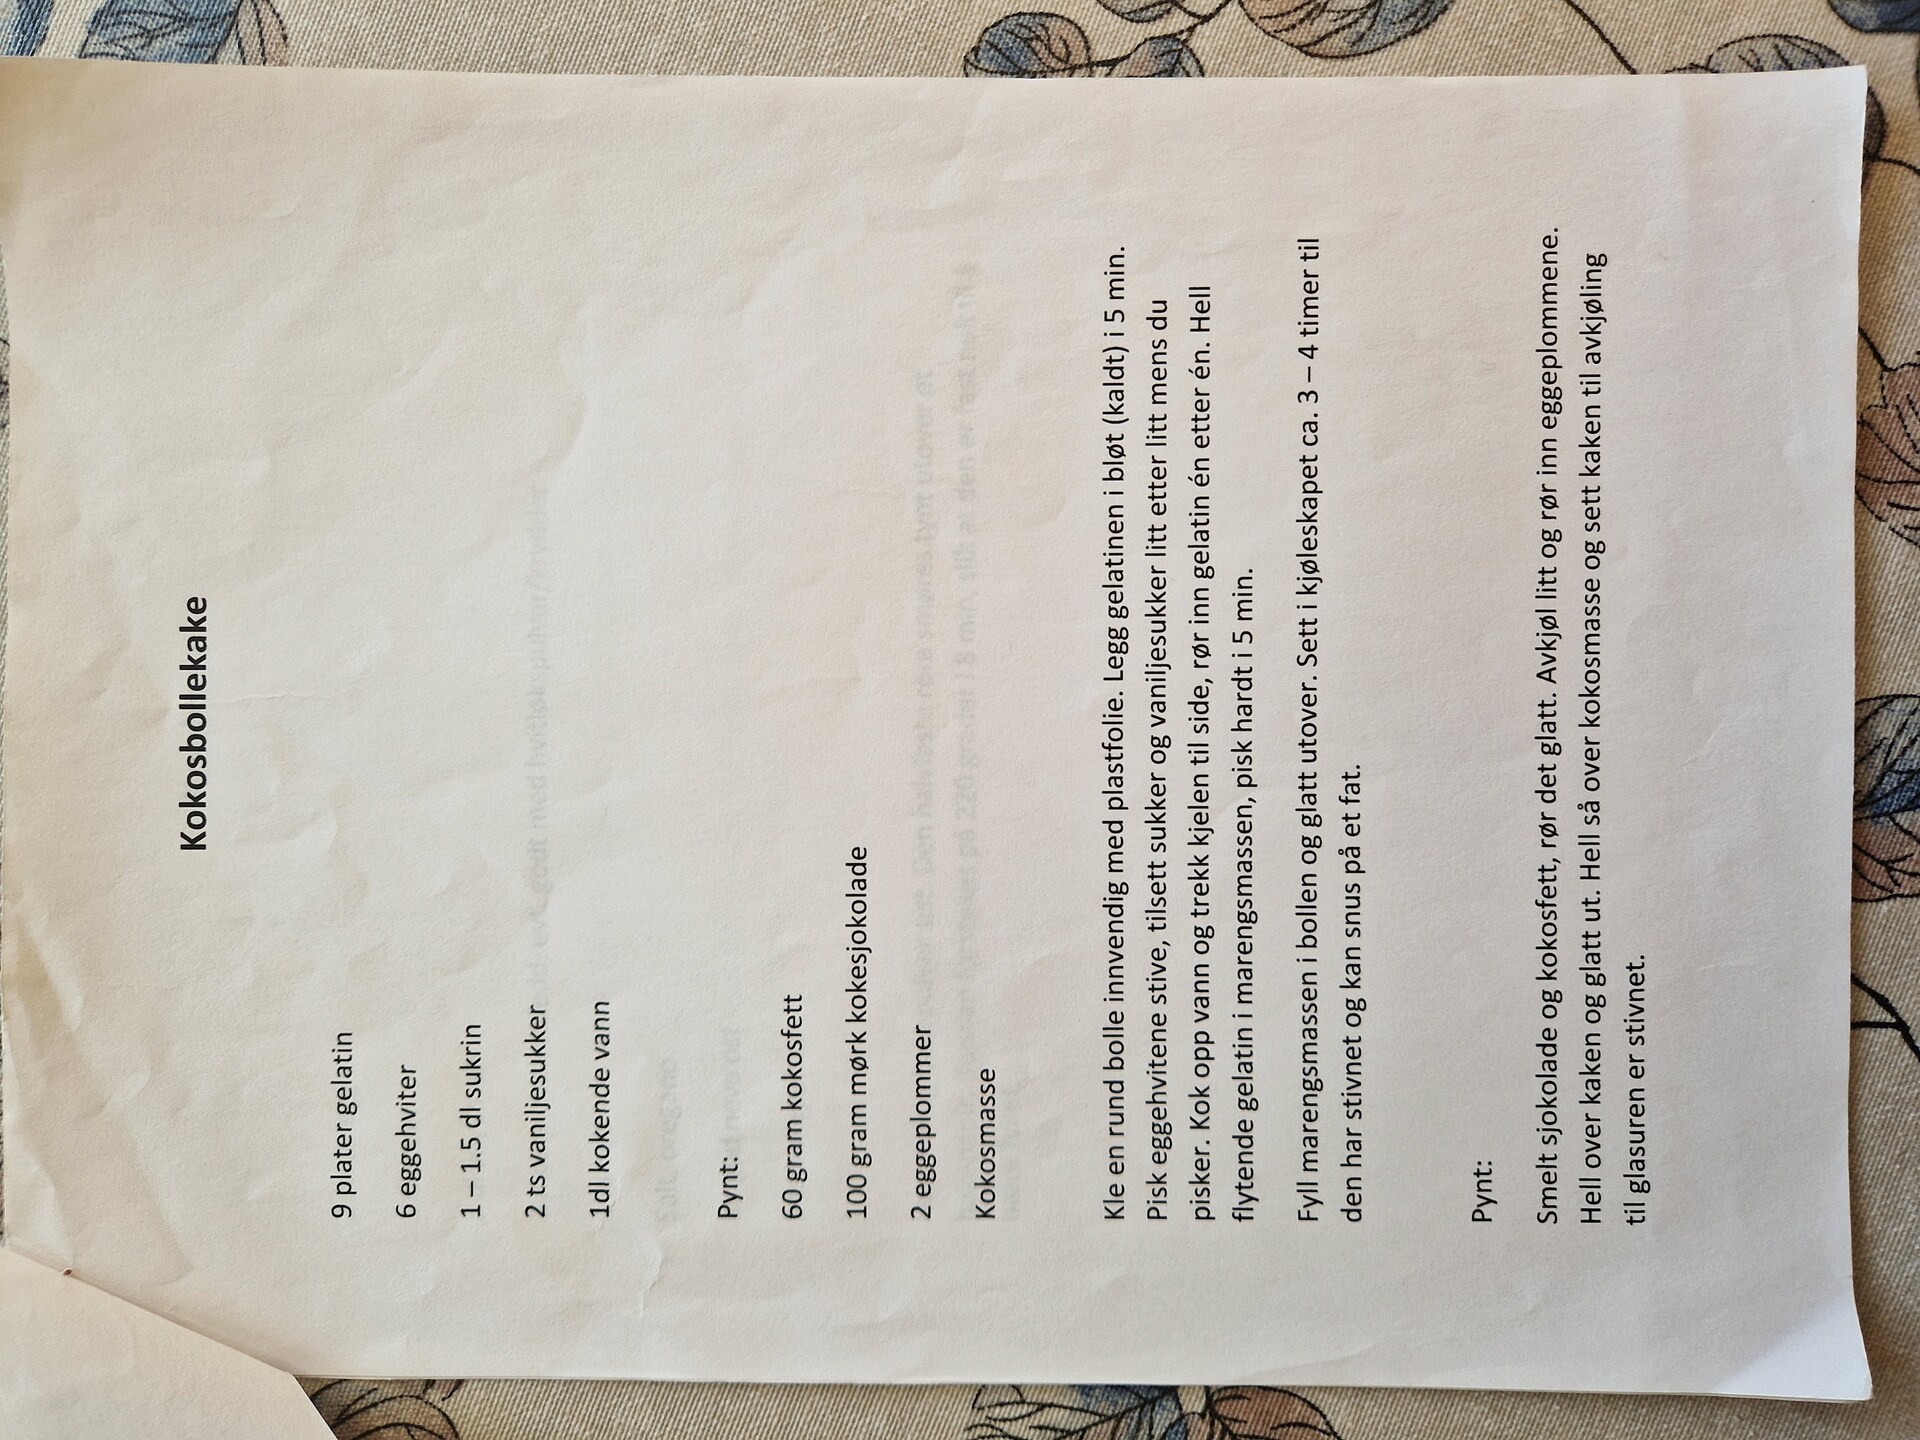 Kokosbollekake
9 plater gelatin
6 eggehviter
1 – 1.5 dl sukrin
2 ts vaniljesukker
1dl kokende vann
Pynt:
60 gram kokosfett
100 gram mørk kokesjokolade
2 eggeplommer
Kokosmasse
Kle en rund bolle innvendig med plastfolie. Legg gelatinen i bløt (kaldt) i 5 min.
Pisk eggehvitene stive, tilsett sukker og vaniljesukker litt etter litt mens du
pisker. Kok opp vann og trekk kjelen til side, rør inn gelatin én etter én. Hell
flytende gelatin i marengsmassen, pisk hardt i 5 min.
Fyll marengsmassen i bollen og glatt utover. Sett i kjøleskapet ca. 3 – 4 timer til
den har stivnet og kan snus på et fat.
Pynt:
Smelt sjokolade og kokosfett, rør det glatt. Avkjøl litt og rør inn eggeplommene.
Hell over kaken og glatt ut. Hell så over kokosmasse og sett kaken til avkjøling
til glasuren er stivnet.